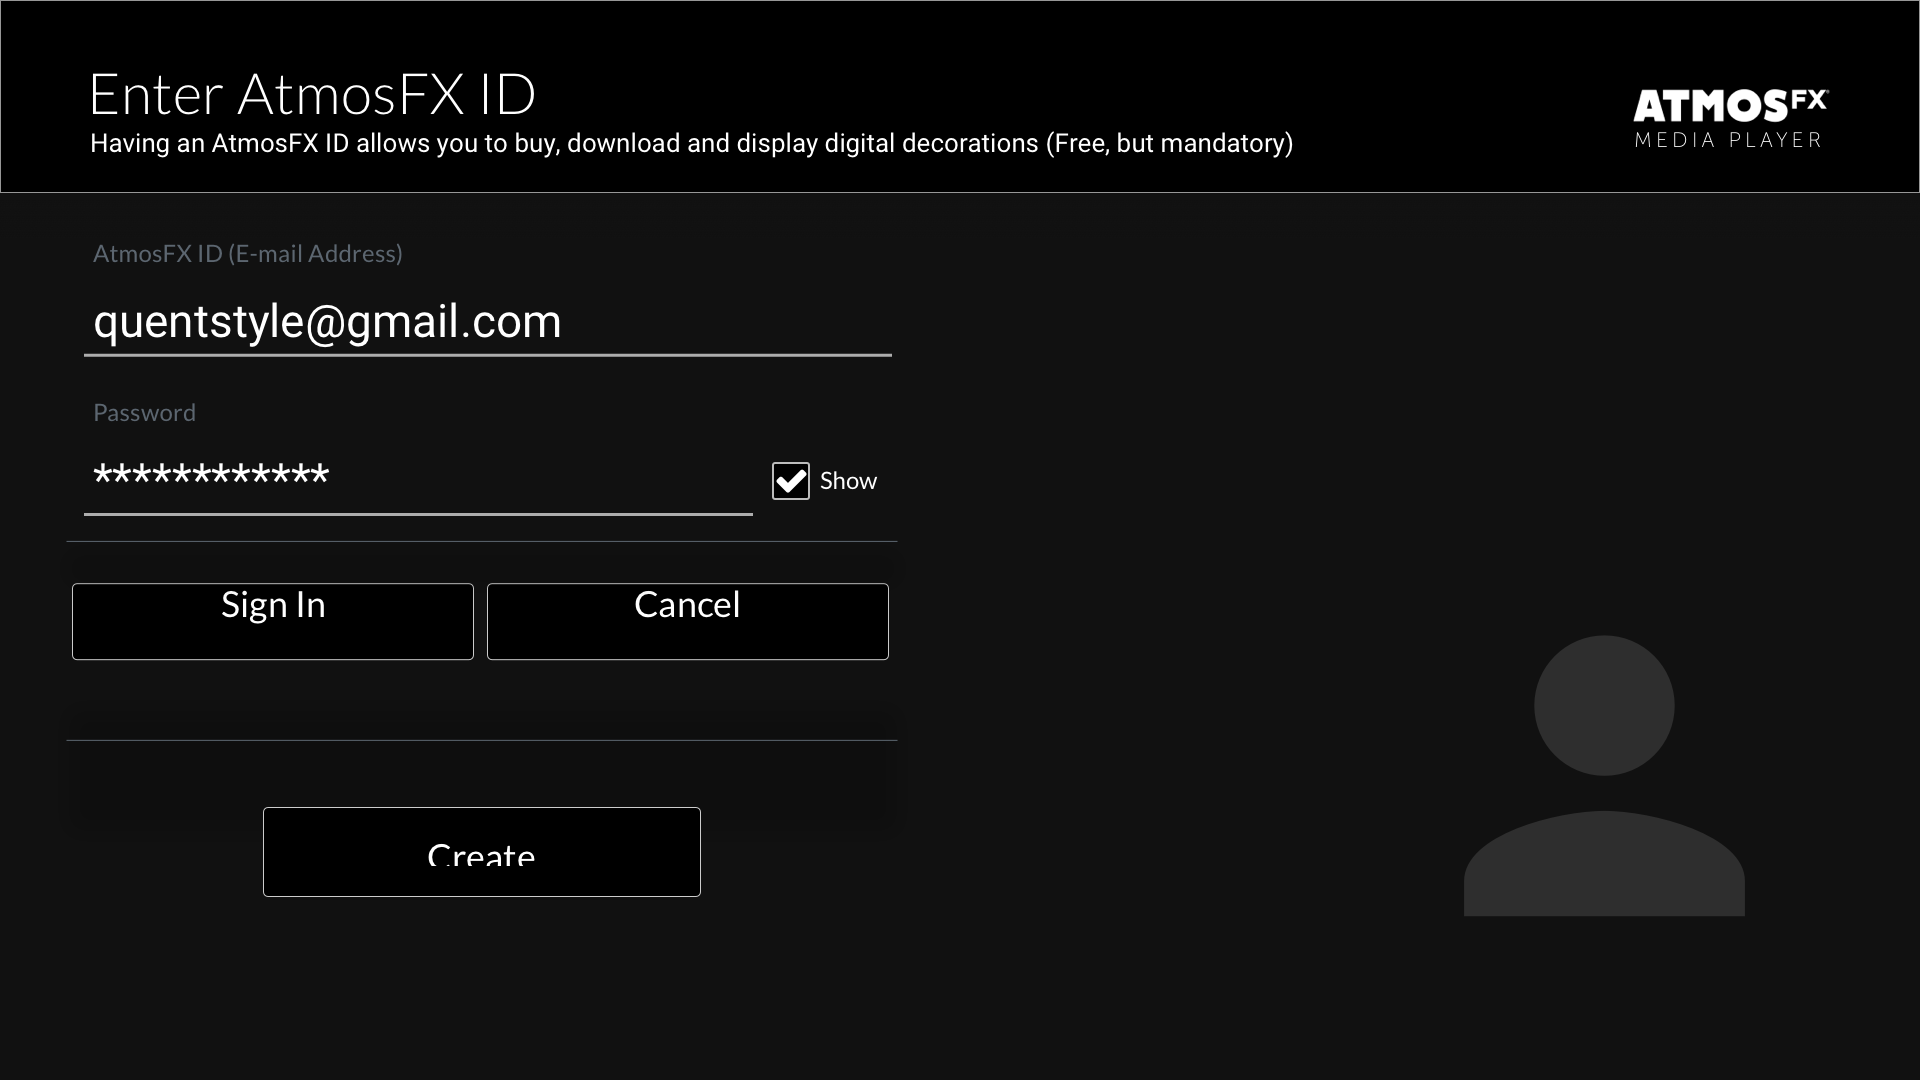 Enter AtmosFX ID
Having an AtmosFX ID allows you to buy, download and display digital decorations (Free, but mandatory)
ATMOSFX®
MEDIA PLAYER
AtmosFX ID (E-mail Address)
quentstyle@gmail.com
Password
************
Show
Sign In
Cancel
Create